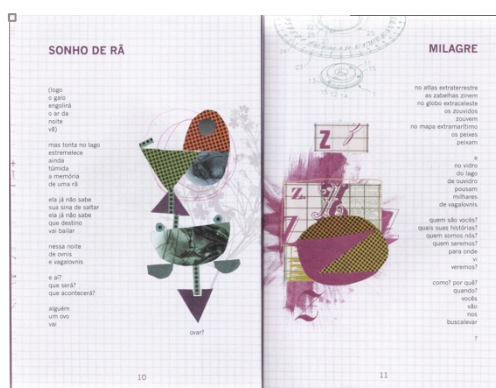 SONHO DE RÃ
(logo
o galo
engolirá
o ar da
noite
vê)
mas tonta no lago
estremelece
ainda
túmida
a memória
de uma rã
ela já não sabe
sua sina de saltar
ela já não sabe
que destino
vai bailar
nessa noite
de ovnis
e vagalovnis
e aí?
que será?
que acontecerá?
alguém
um ovo
vai
ovar?
10
MILAGRE
no atlas extraterrestre
as zabelhas zinem
no globo extraceleste
os zouvidos
zouvem
no mapa extramarítimo
os peixes
peixam
e
no vidro
do lago
de ouvidro
pousam
milhares
de vagalovnis
quem são vocês?
quais suas histórias?
quem somos nós?
quem seremos?
para onde
vi
veremos?
como? por quê?
quando?
vocês
vão
nos
buscalevar
?
Z
Z
Z
11